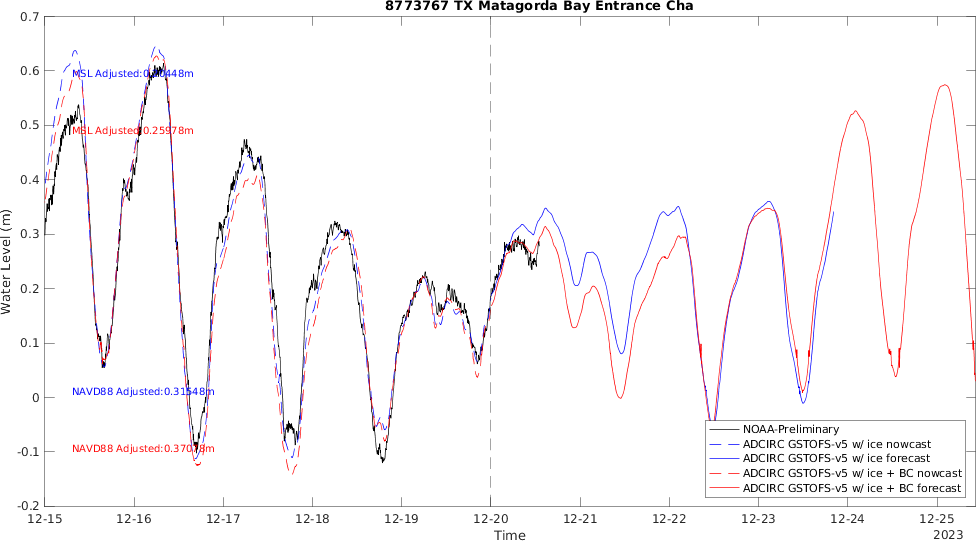 8773767 TX Matagorda Bay Entrance Cha
0.7
0.6
0.5
0.4
0.3
0.2
0.1
0
-0.1
-0.2
Water Level (m)
MSL Adjusted:0.20448m
MSL Adjusted:0.25978m
NAVD88 Adjusted:0.31548m
NAVD88 Adjusted:0.37078m
NOAA-Preliminary
ADCIRC GSTOFS-v5 w/ ice nowcast
ADCIRC GSTOFS-v5 w/ ice forecast
ADCIRC GSTOFS-v5 w/ ice + BC nowcast
ADCIRC GSTOFS-v5 w/ ice + BC forecast
12-15 12-16 12-17 12-18 12-19 12-20 12-21 12-22 12-23 12-24 12-25
Time
2023